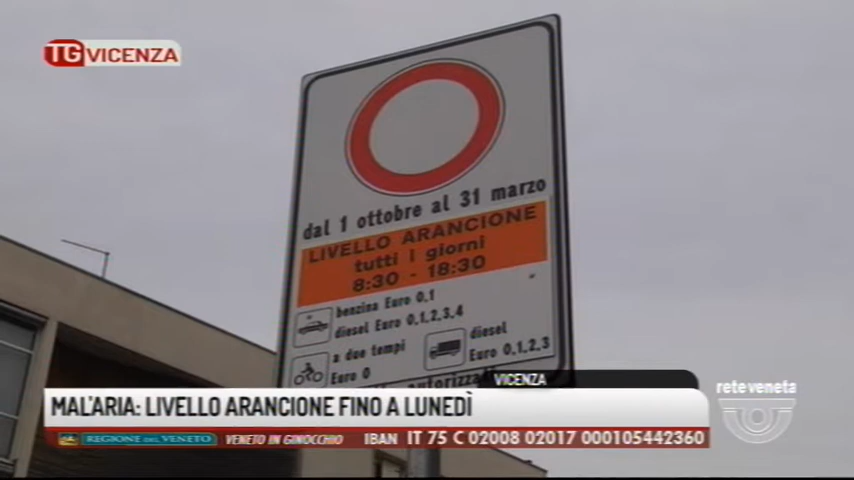 TG VICENZA
dal 1 ottobre al 31 marzo
LIVELLO ARANCIONE
tutti i giorni
8:30 - 18:30
benzina Euro 0,1
diesel Euro 0,1,2,3,4
a due tempi
Euro 0
diesel
Euro 0,1,2,3
VICENZA
MAL'ARIA: LIVELLO ARANCIONE FINO A LUNEDÌ
reteveneta
REGIONE DEL VENETO VENETO IN GINOCCHIO IBAN IT 75 C 02008 02017 000105442360